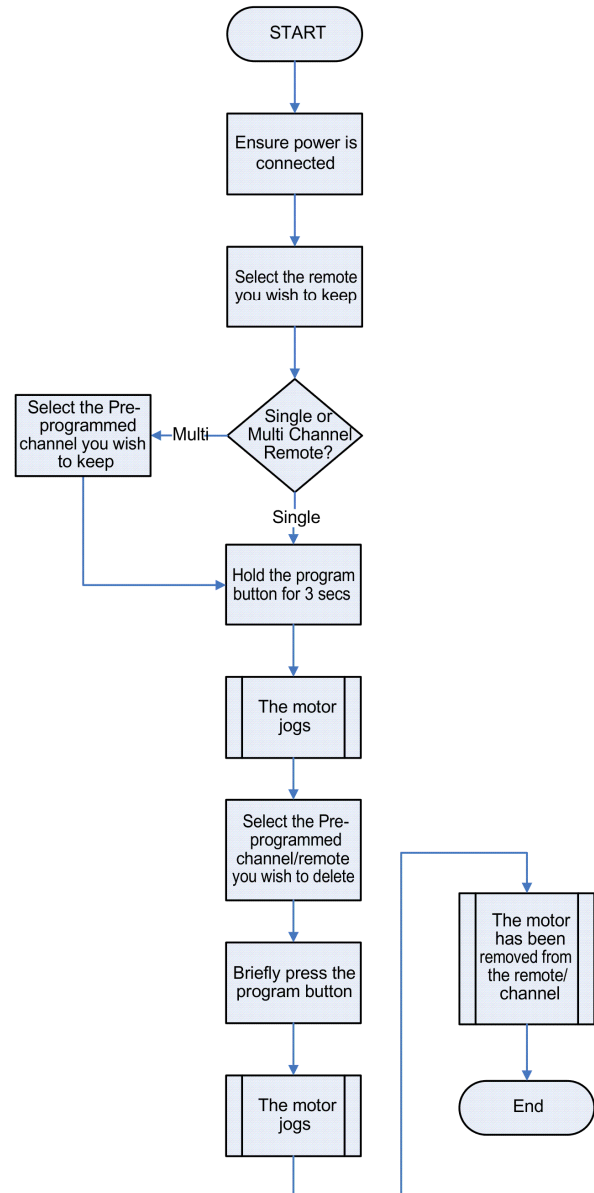 START
Ensure power is
connected
Select the remote
you wish to keep
Single or
Multi Channel
Remote?
Multi
Select the Pre-
programmed
channel you wish
to keep
Single
Hold the program
button for 3 secs
The motor
jogs
Select the Pre-
programmed
channel/remote
you wish to delete
Briefly press the
program button
The motor
jogs
The motor
has been
removed from
the remote/
channel
End